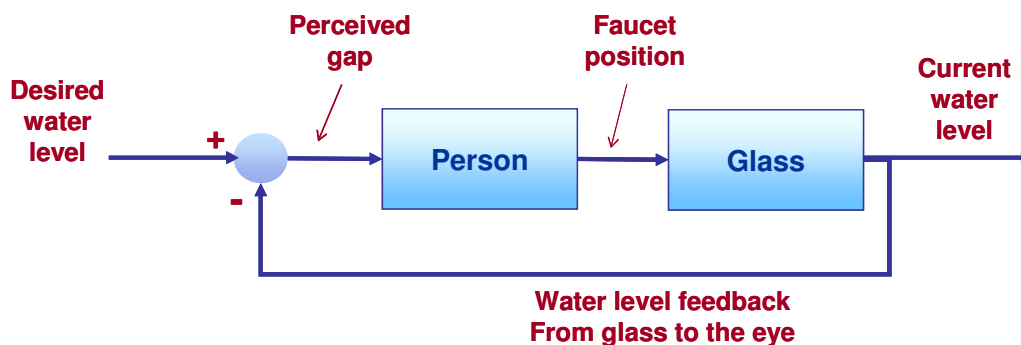 Perceived
gap
Faucet
position
Desired
water
level
Current
water
level
+
-
Person
Glass
Water level feedback
From glass to the eye